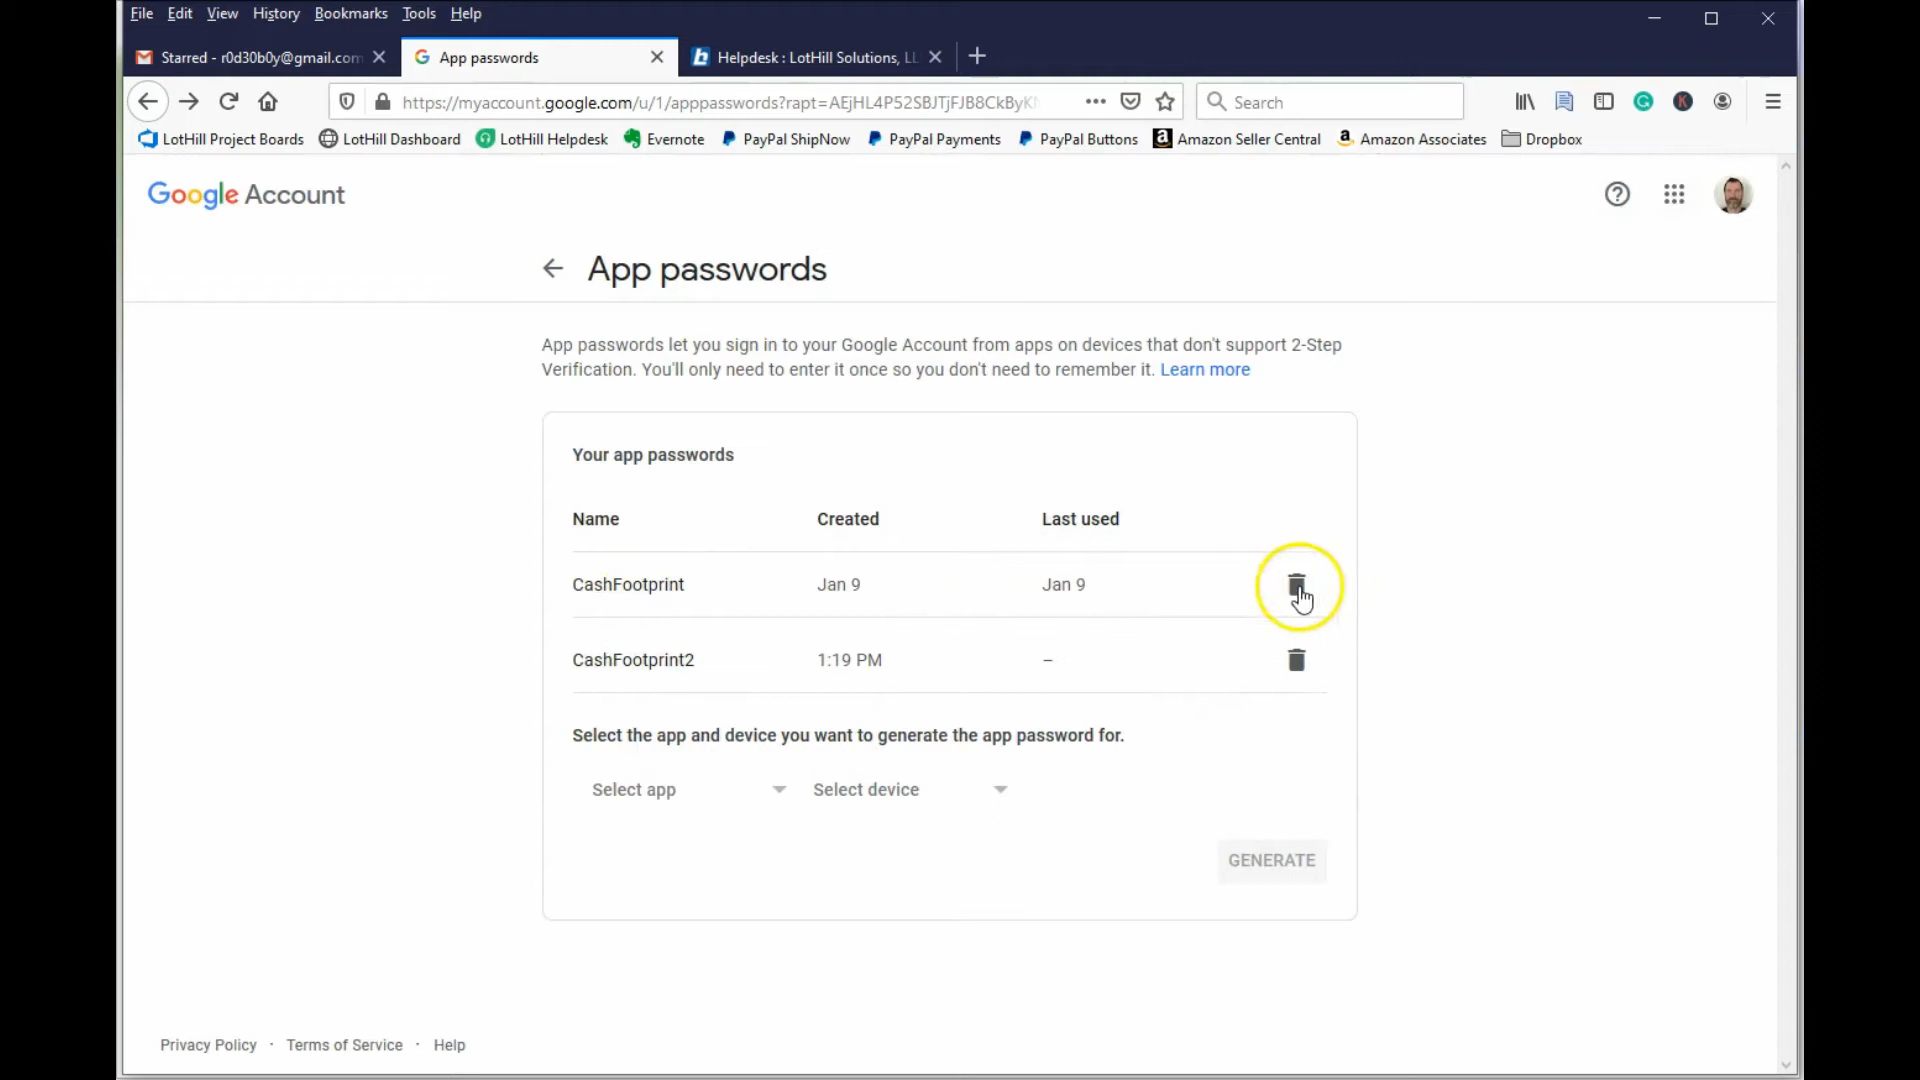 File Edit View History Bookmarks Tools Help
Starred - r0d30b0y@gmail.com App passwords Helpdesk : LotHill Solutions, LL
https://myaccount.google.com/u/1/apppasswords?rapt=AEjHL4P52SBJTjFJB8CkByKN Search
LotHill Project Boards LotHill Dashboard LotHill Helpdesk Evernote PayPal ShipNow PayPal Payments PayPal Buttons Amazon Seller Central Amazon Associates Dropbox
Google Account
App passwords
App passwords let you sign in to your Google Account from apps on devices that don't support 2-Step
Verification. You'll only need to enter it once so you don't need to remember it. Learn more
Your app passwords
Name Created Last used
CashFootprint Jan 9 Jan 9
CashFootprint2 1:19 PM –
Select the app and device you want to generate the app password for.
Select app Select device
GENERATE
Privacy Policy · Terms of Service · Help